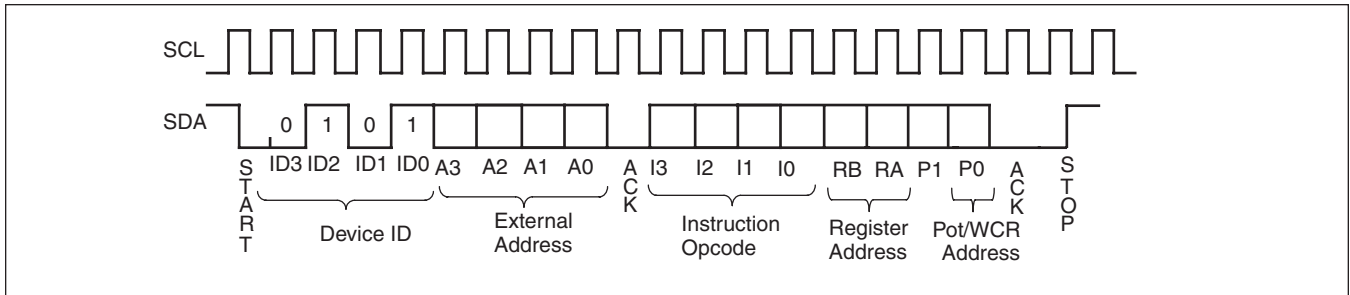 SCL
SDA
0 1 0 1
ID3 ID2 ID1 ID0 A3 A2 A1 A0 ACK I3 I2 I1 I0 RB RA P1 P0 ACK
START
STOP
Device ID
External
Address
Instruction
Opcode
Register
Address
Pot/WCR
Address